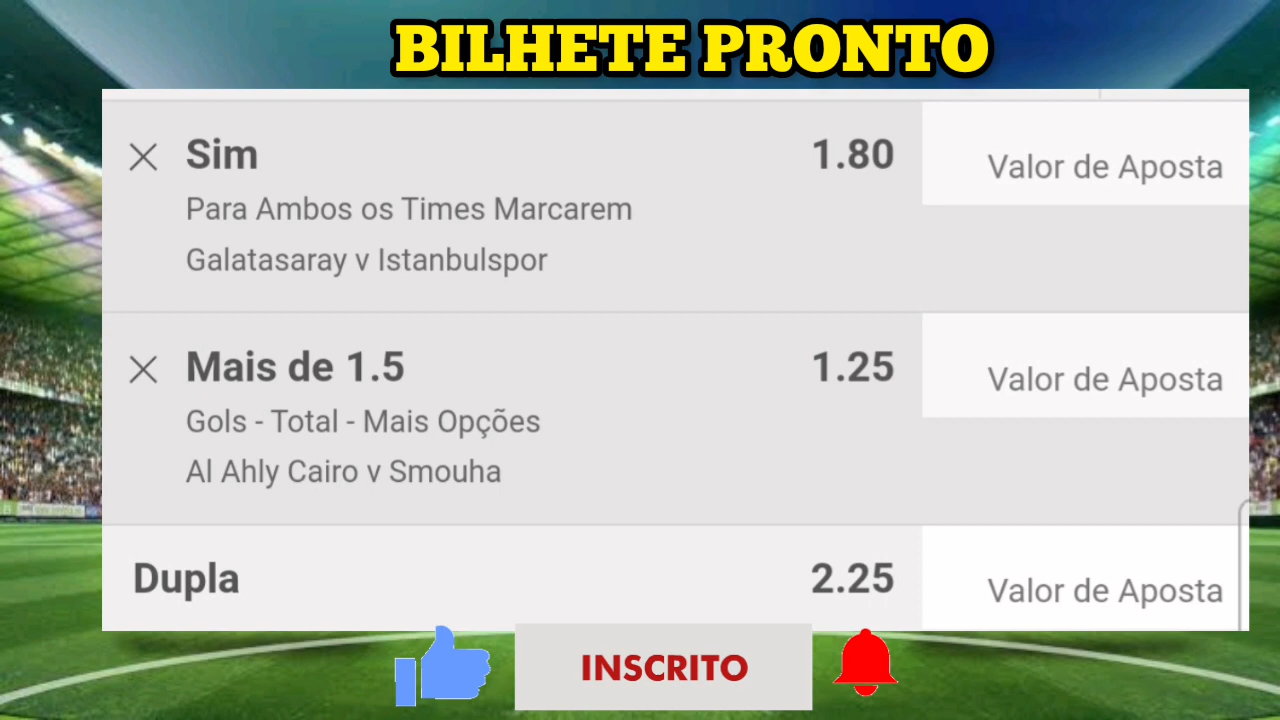 BILHETE PRONTO
Sim 1.80 Valor de Aposta
Para Ambos os Times Marcarem
Galatasaray v Istanbulspor
Mais de 1.5 1.25 Valor de Aposta
Gols - Total - Mais Opções
Al Ahly Cairo v Smouha
Dupla 2.25 Valor de Aposta
INSCRITO